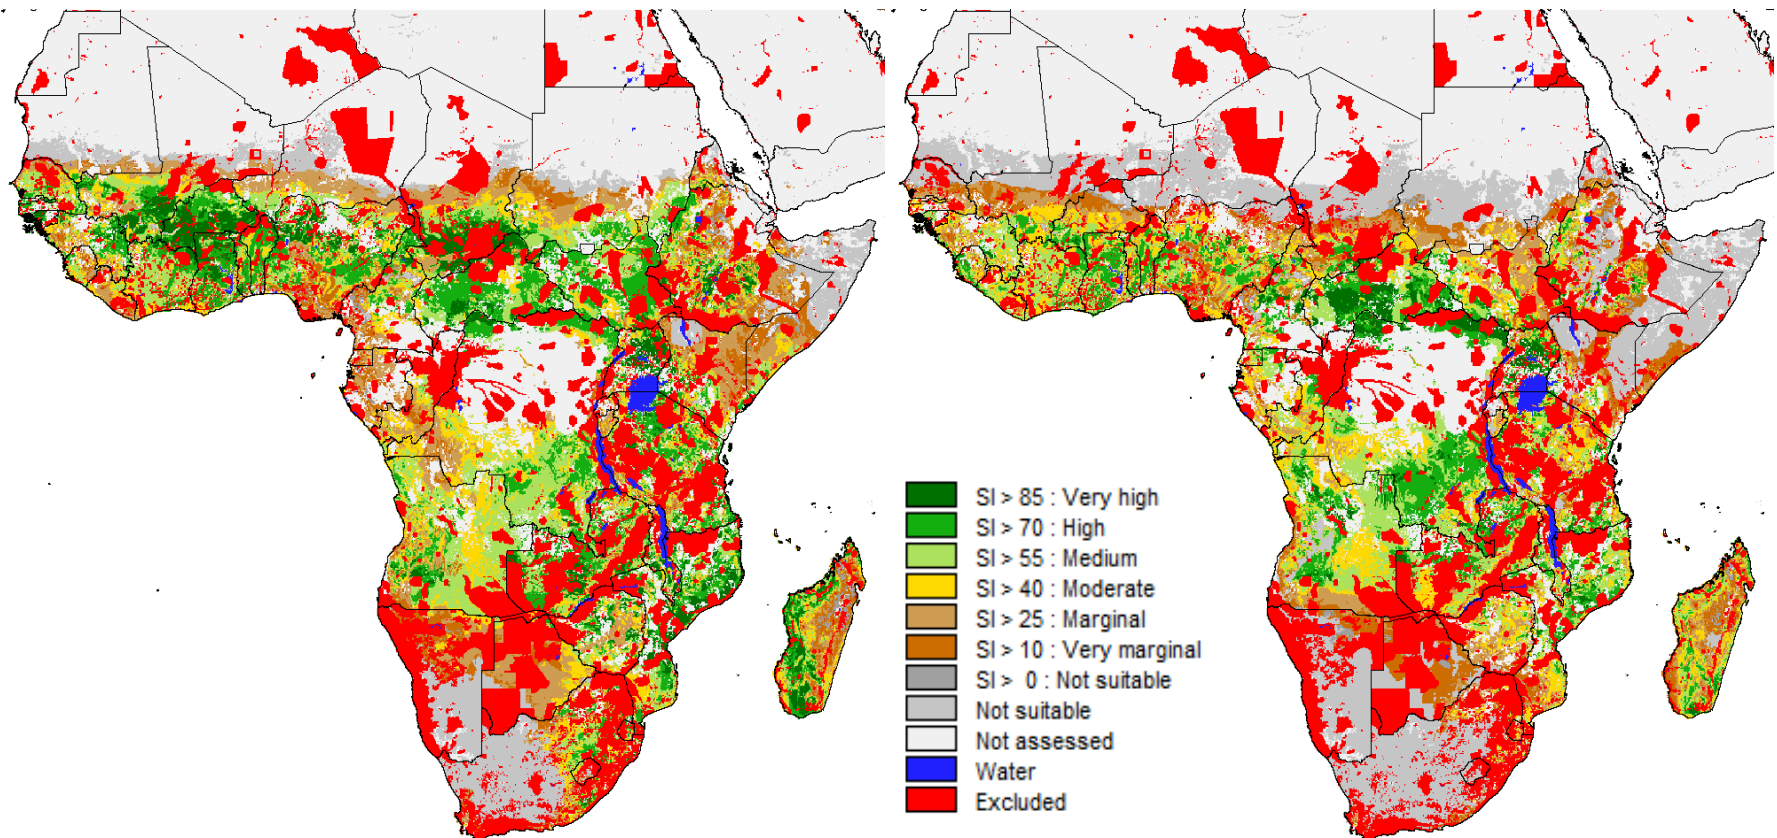 SI > 85 : Very high
SI > 70 : High
SI > 55 : Medium
SI > 40 : Moderate
SI > 25 : Marginal
SI > 10 : Very marginal
SI > 0 : Not suitable
Not suitable
Not assessed
Water
Excluded